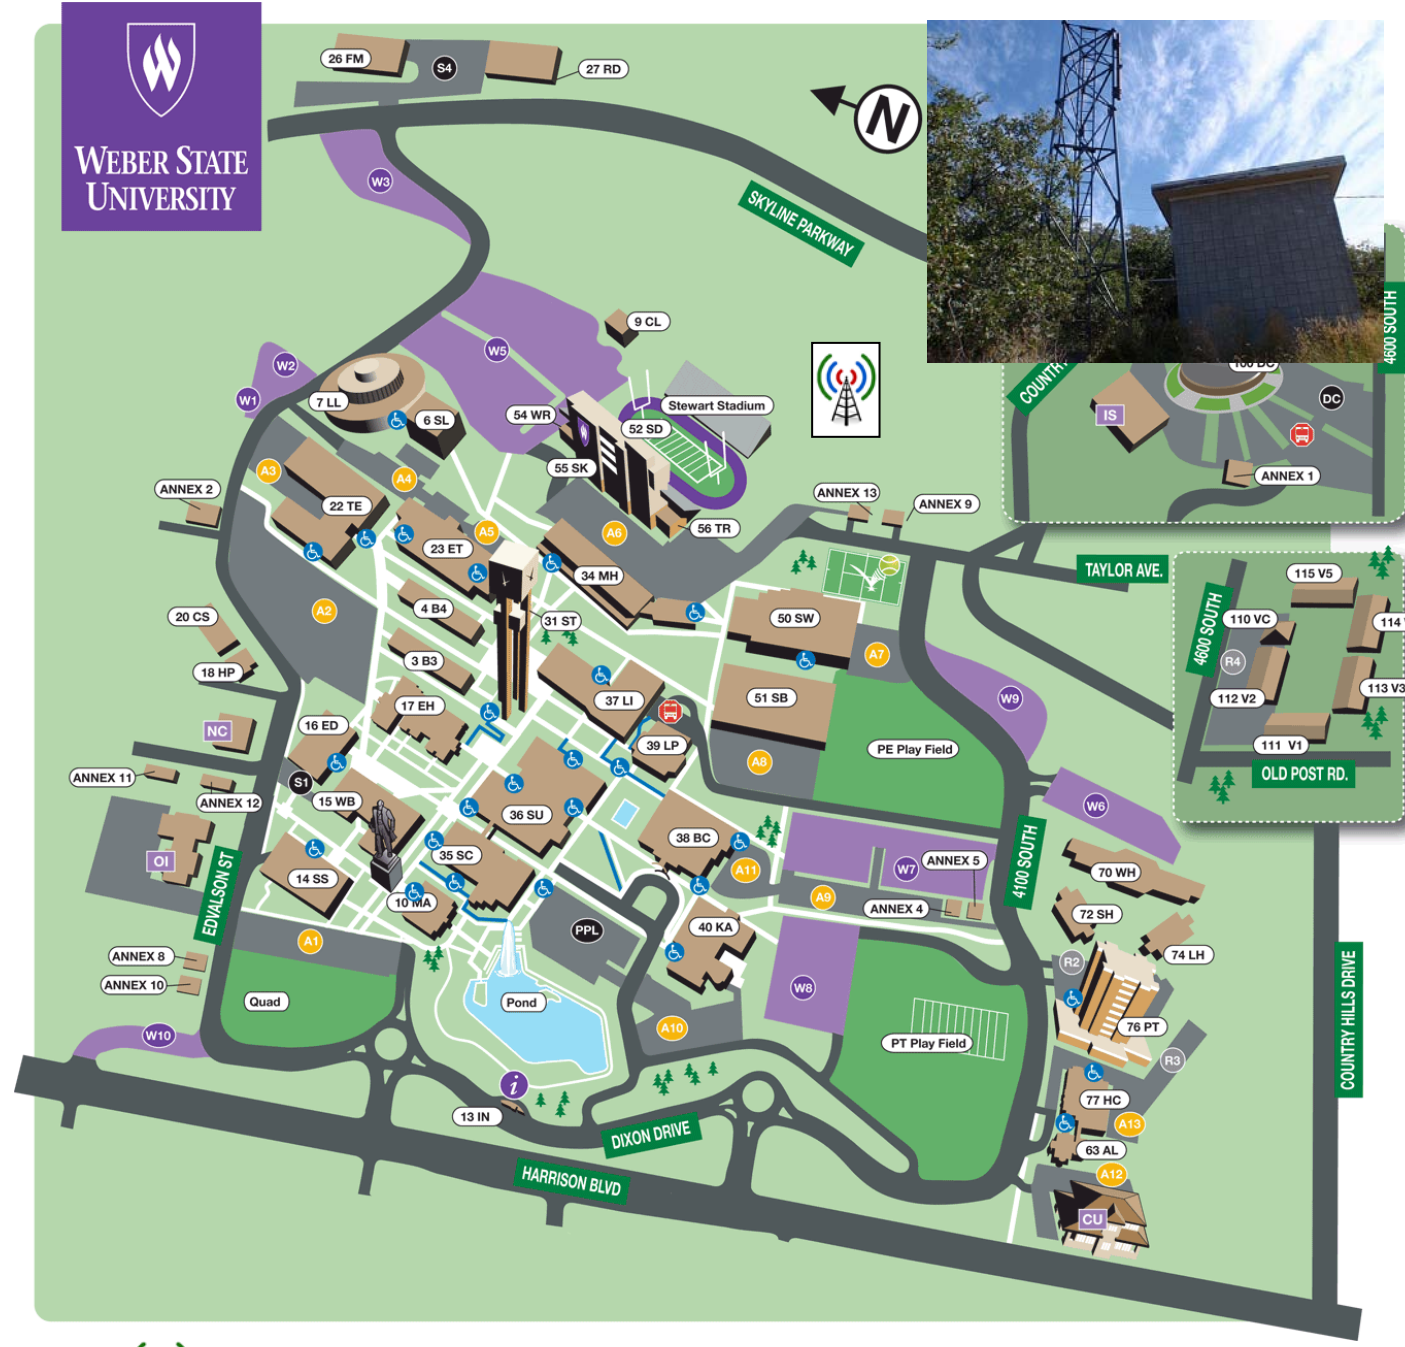 WEBER STATE
UNIVERSITY
26 FM
S4
27 RD
N
W3
SKYLINE PARKWAY
4600 SOUTH
9 CL
W5
W2
W1
7 LL
6 SL
54 WR
Stewart Stadium
52 SD
COUNTRY
100 DC
DC
IS
ANNEX 1
55 SK
A3
A4
ANNEX 2
22 TE
A5
A6
56 TR
ANNEX 13
ANNEX 9
23 ET
34 MH
TAYLOR AVE.
115 V5
4600 SOUTH
110 VC
114
R4
112 V2
113 V3
111 V1
OLD POST RD.
A2
4 B4
31 ST
50 SW
A7
20 CS
18 HP
3 B3
37 LI
51 SB
W9
17 EH
NC
16 ED
39 LP
PE Play Field
A8
ANNEX 11
ANNEX 12
S1
15 WB
36 SU
W6
38 BC
4100 SOUTH
OI
35 SC
A11
W7
ANNEX 5
70 WH
14 SS
EDVALSON ST
10 MA
A9
ANNEX 4
72 SH
A1
PPL
40 KA
74 LH
ANNEX 8
ANNEX 10
R2
Quad
Pond
W8
76 PT
W10
A10
PT Play Field
R3
COUNTRY HILLS DRIVE
i
13 IN
77 HC
A13
DIXON DRIVE
63 AL
A12
HARRISON BLVD
CU